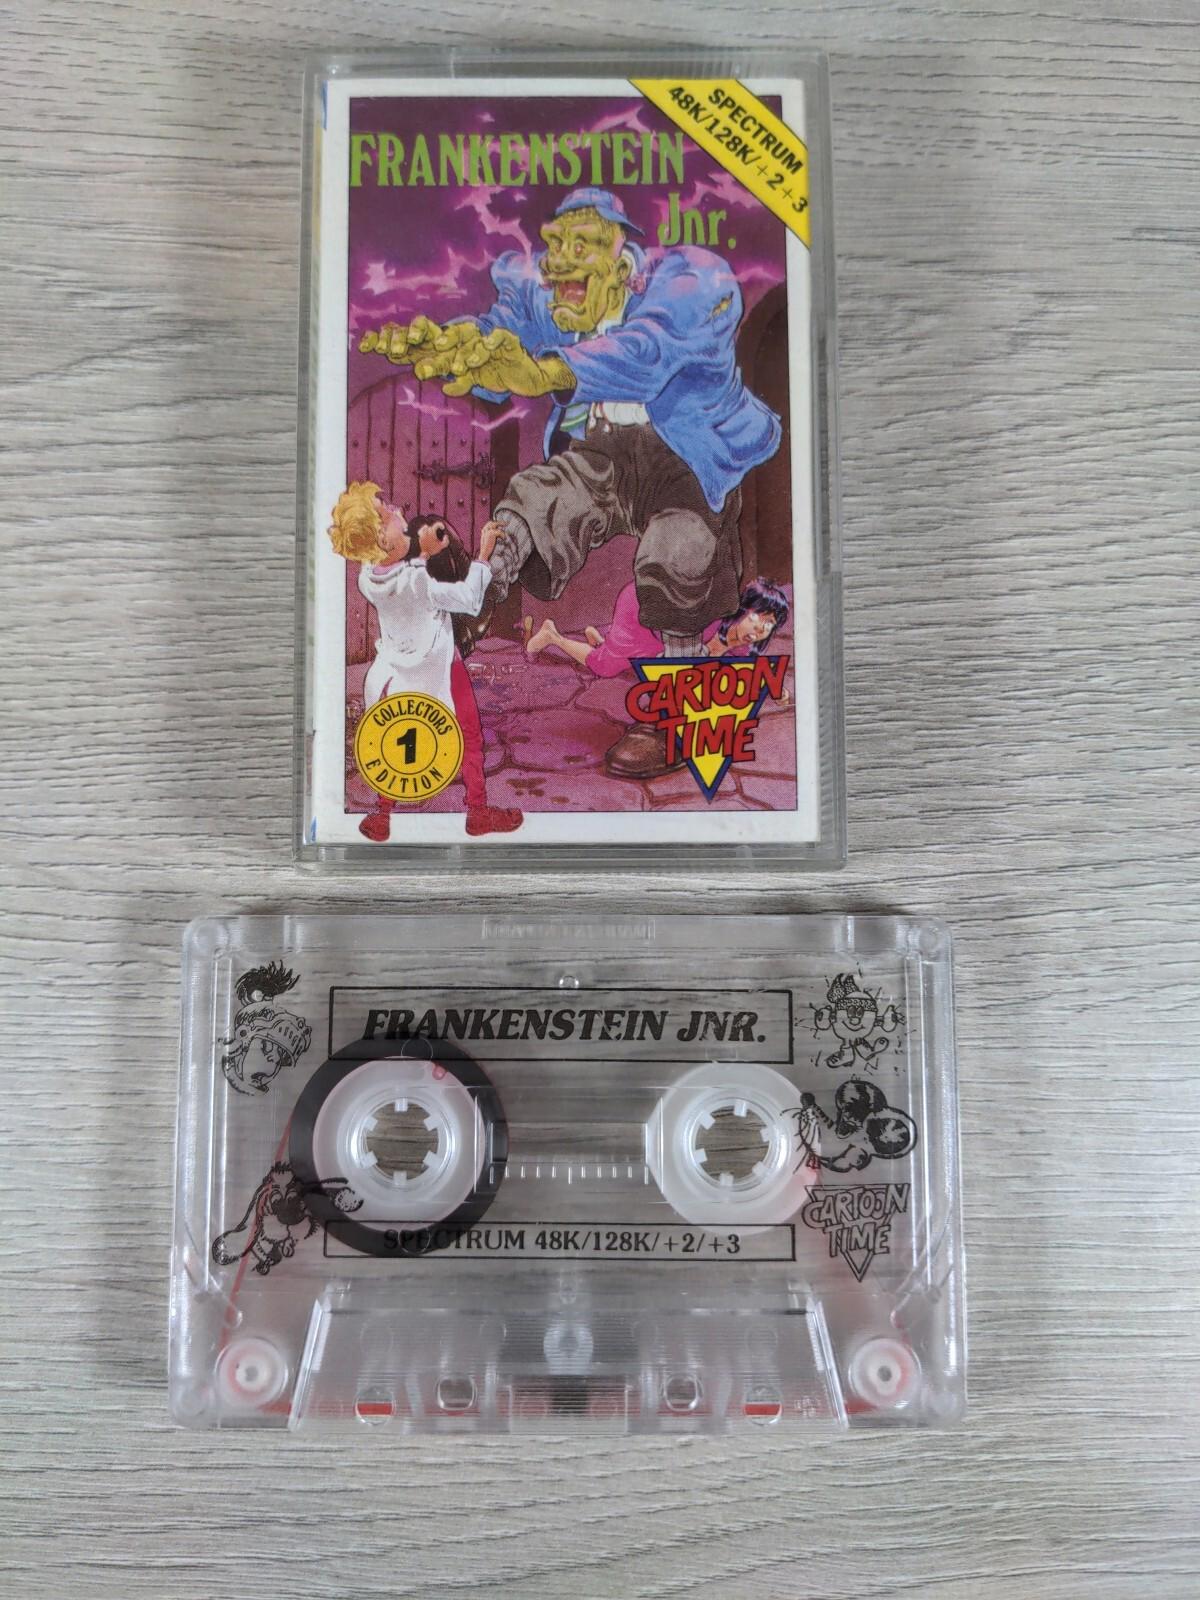 SPECTRUM
48K/128K/+2+3
FRANKENSTEIN
Jnr.
CARTOON
TIME
COLLECTORS
1
EDITION
FRANKENSTEIN JNR.
CARTOON
TIME
SPECTRUM 48K/128K/+2/+3